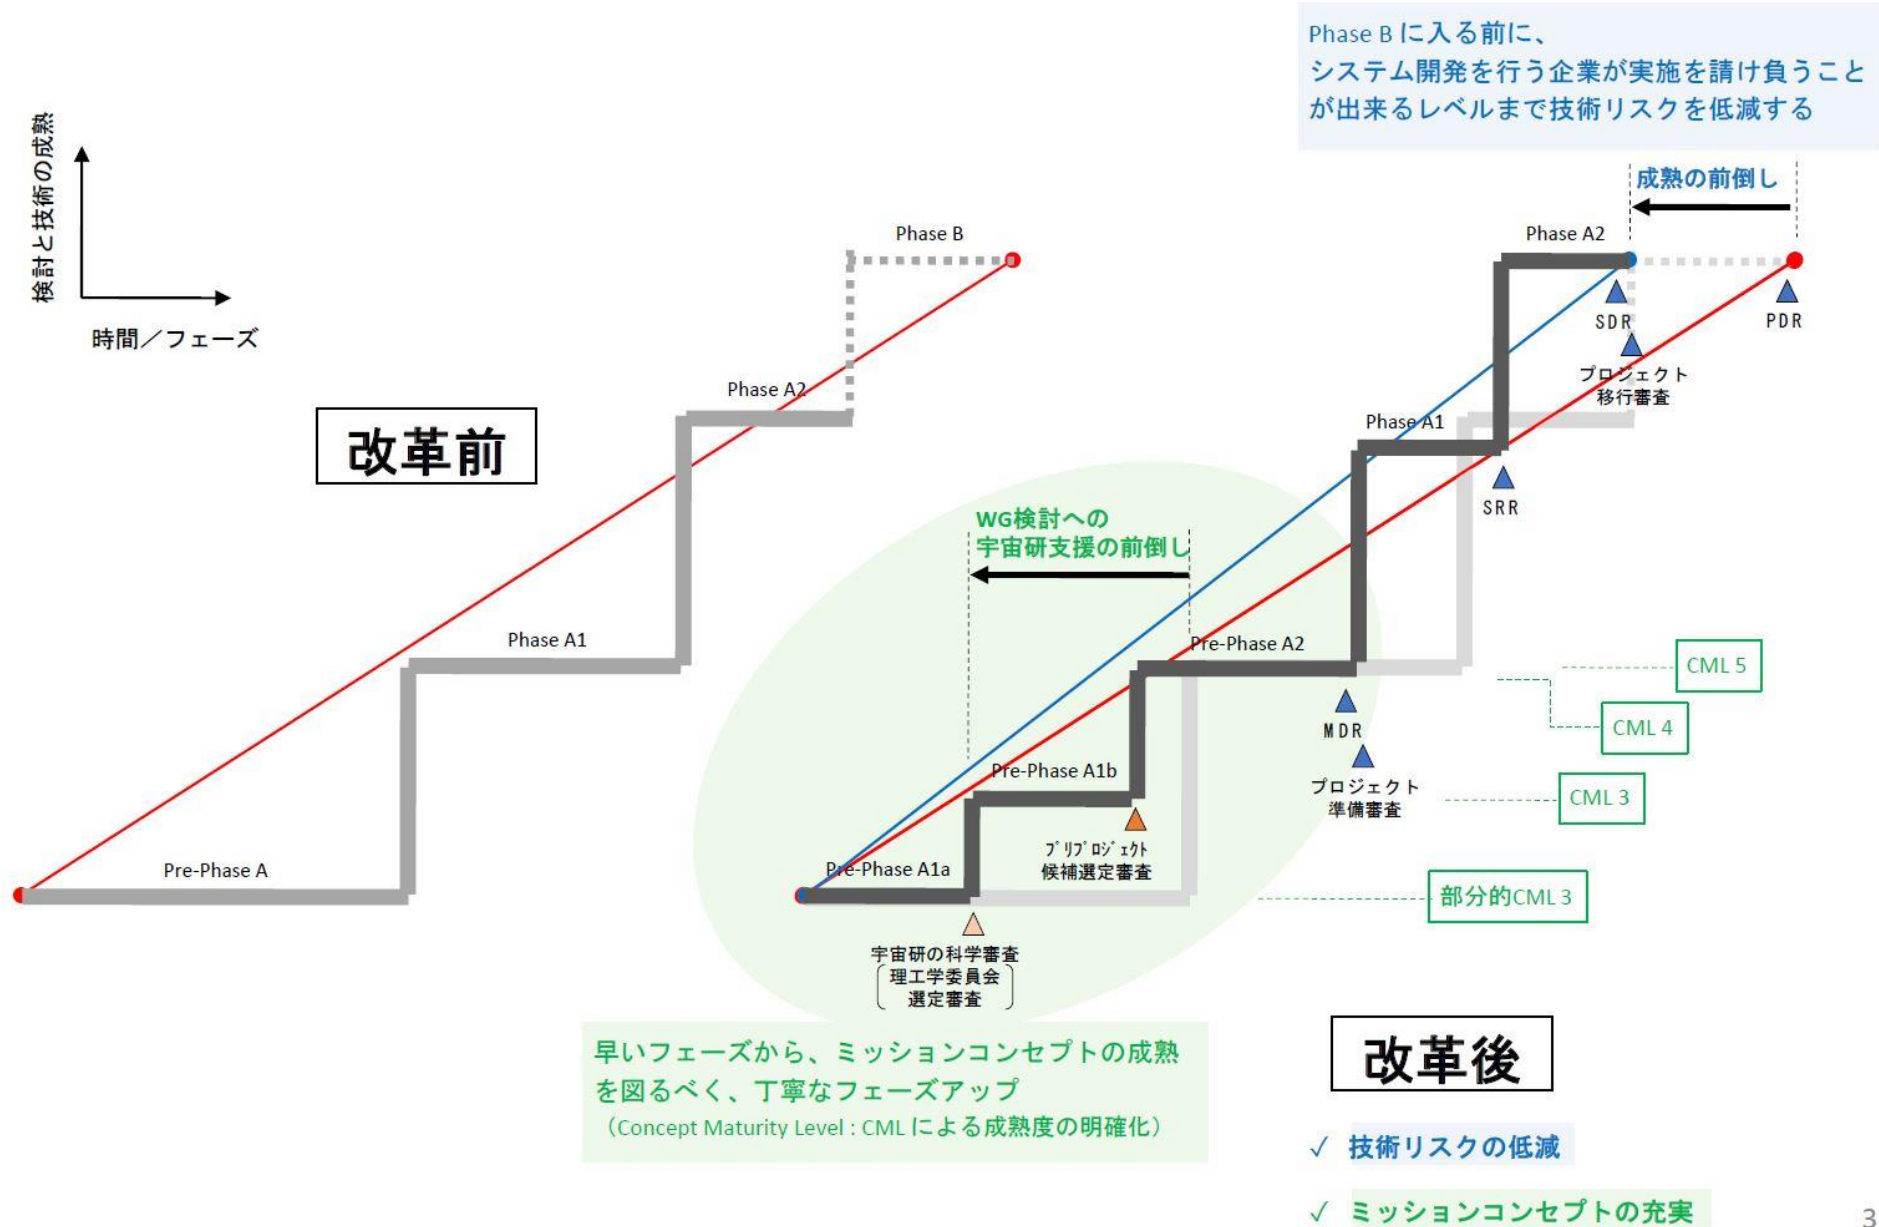 Phase B に入る前に、
システム開発を行う企業が実施を請け負うこと
が出来るレベルまで技術リスクを低減する
検討と技術の成熟
時間／フェーズ
成熟の前倒し
Phase B
Phase A2
SDR
PDR
プロジェクト
移行審査
Phase A2
Phase A1
改革前
SRR
WG検討への
宇宙研支援の前倒し
Phase A1
Pre-Phase A2
CML 5
MDR
CML 4
Pre-Phase A1b
プロジェクト
準備審査
CML 3
ﾌﾟﾘﾌﾟﾛｼﾞｪｸﾄ
候補選定審査
Pre-Phase A
Pre-Phase A1a
部分的CML 3
宇宙研の科学審査
理工学委員会
選定審査
早いフェーズから、ミッションコンセプトの成熟
を図るべく、丁寧なフェーズアップ
（Concept Maturity Level : CML による成熟度の明確化）
改革後
✓ 技術リスクの低減
✓ ミッションコンセプトの充実
3